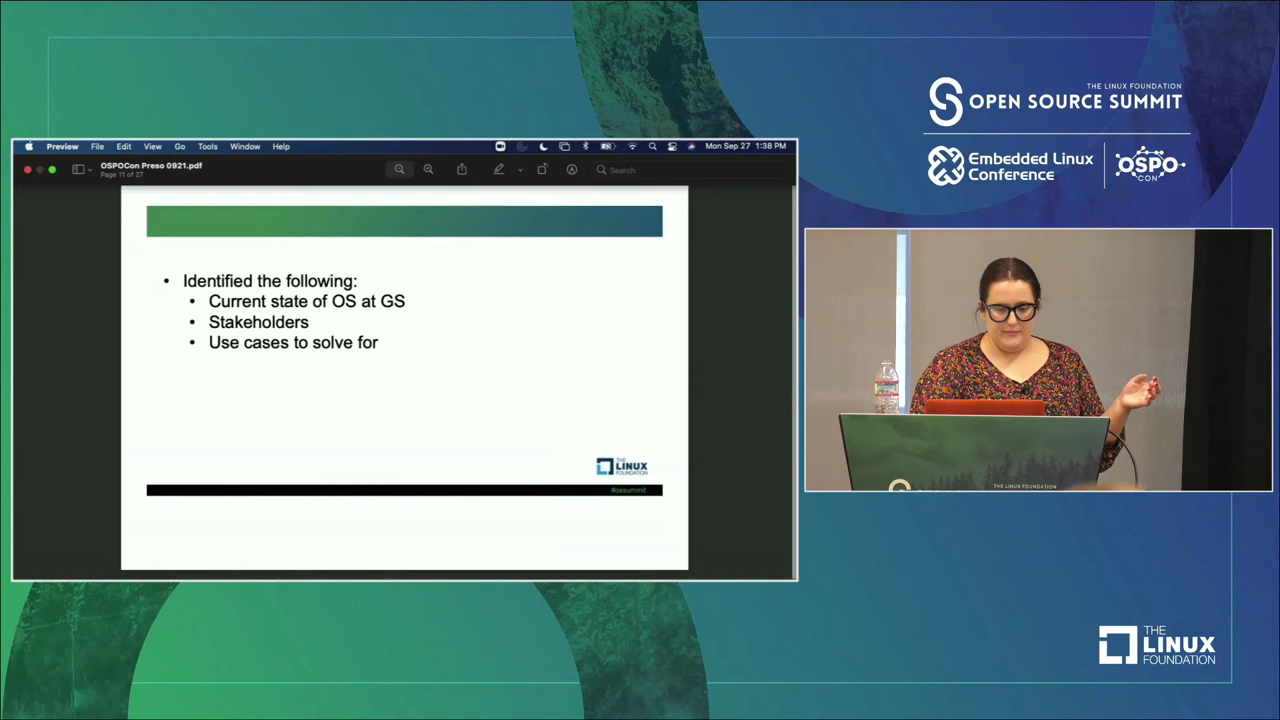 THE LINUX FOUNDATION
OPEN SOURCE SUMMIT
Embedded Linux
Conference
OSPO
CON
Preview File Edit View Go Tools Window Help
Mon Sep 27 1:38 PM
OSPOCon Preso 0921.pdf
Page 11 of 27
Search
• Identified the following:
• Current state of OS at GS
• Stakeholders
• Use cases to solve for
THE
LINUX
FOUNDATION
#ossummit
THE LINUX FOUNDATION
THE
LINUX
FOUNDATION